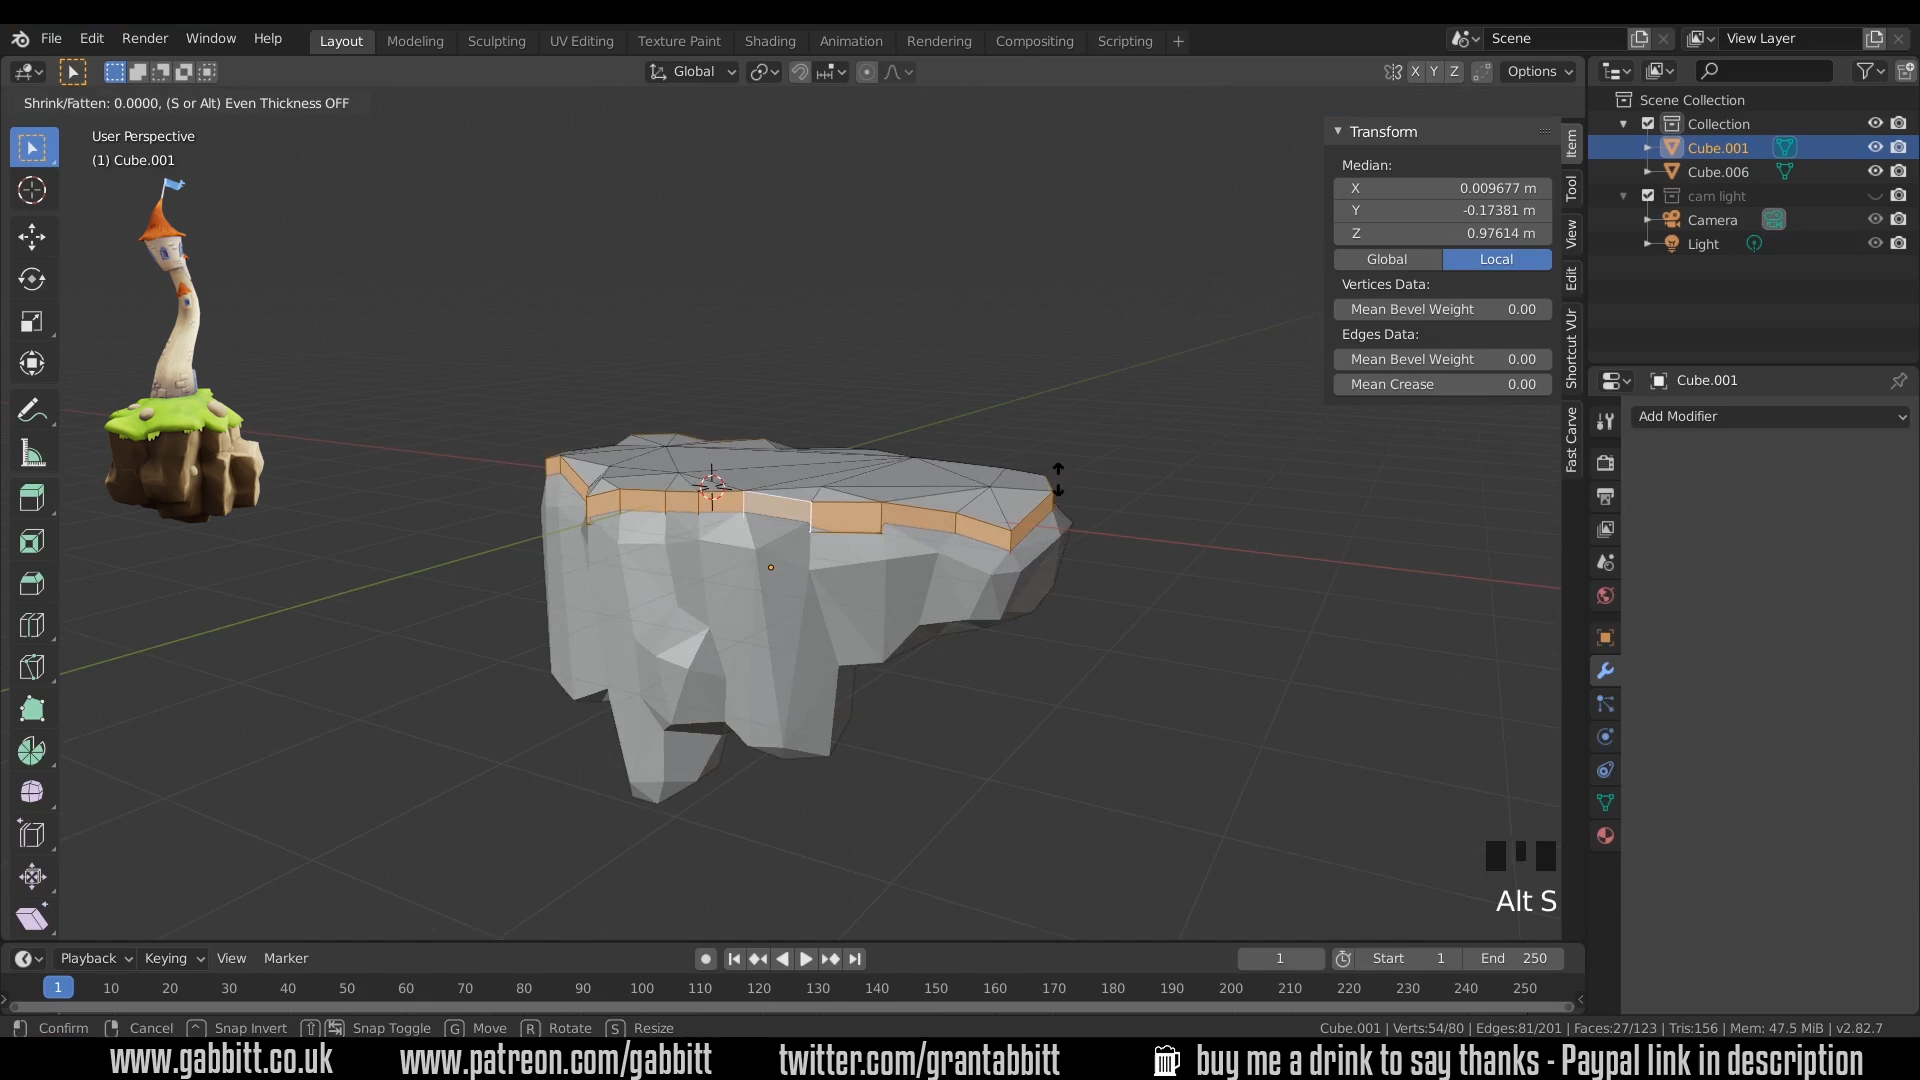 File Edit Render Window Help
Layout Modeling Sculpting UV Editing Texture Paint Shading Animation Rendering Compositing Scripting +
Scene
View Layer
Global
X Y Z
Options
Shrink/Fatten: 0.0000, (S or Alt) Even Thickness OFF
User Perspective
(1) Cube.001
Transform
Median:
X 0.009677 m
Y -0.17381 m
Z 0.97614 m
Global Local
Vertices Data:
Mean Bevel Weight 0.00
Edges Data:
Mean Bevel Weight 0.00
Mean Crease 0.00
Item
Tool
View
Edit
Shortcut VUr
Fast Carve
Scene Collection
Collection
Cube.001
Cube.006
cam light
Camera
Light
Cube.001
Add Modifier
Alt S
Playback Keying View Marker
1
Start 1
End 250
1 10 20 30 40 50 60 70 80 90 100 110 120 130 140 150 160 170 180 190 200 210 220 230 240 250
Confirm Cancel Snap Invert Snap Toggle G Move R Rotate S Resize
Cube.001 | Verts:54/80 | Edges:81/201 | Faces:27/123 | Tris:156 | Mem: 47.5 MiB | v2.82.7
www.gabbitt.co.uk www.patreon.com/gabbitt twitter.com/grantabbitt buy me a drink to say thanks - Paypal link in description